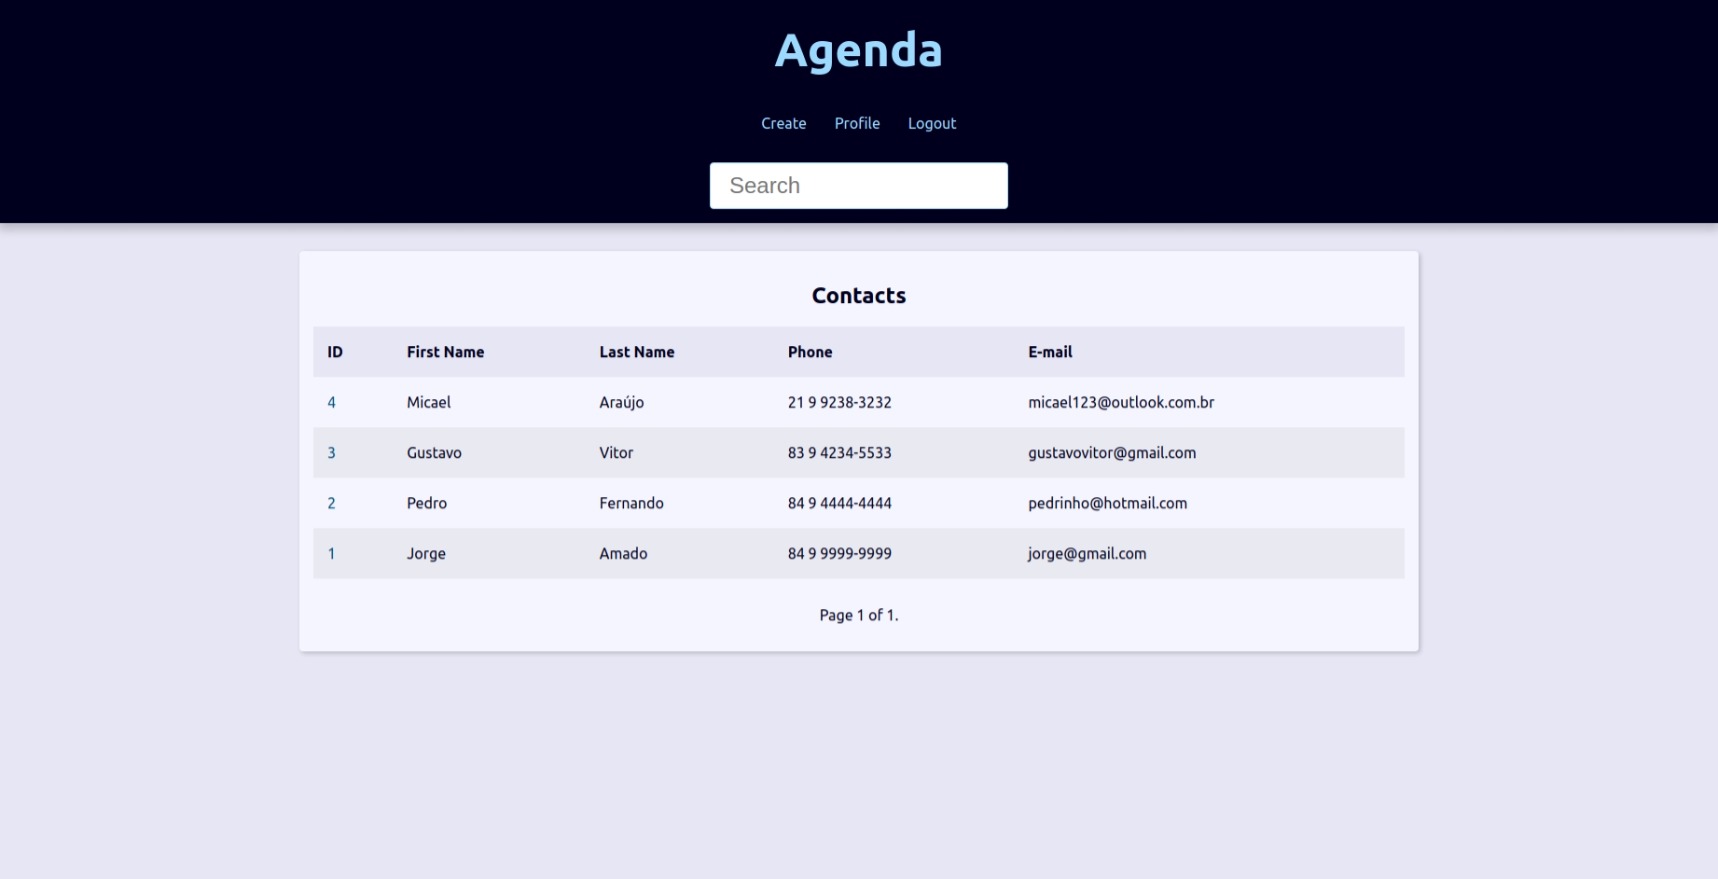 Agenda
Create Profile Logout
Search
Contacts
ID First Name Last Name Phone E-mail
4 Micael Araújo 21 9 9238-3232 micael123@outlook.com.br
3 Gustavo Vitor 83 9 4234-5533 gustavovitor@gmail.com
2 Pedro Fernando 84 9 4444-4444 pedrinho@hotmail.com
1 Jorge Amado 84 9 9999-9999 jorge@gmail.com
Page 1 of 1.